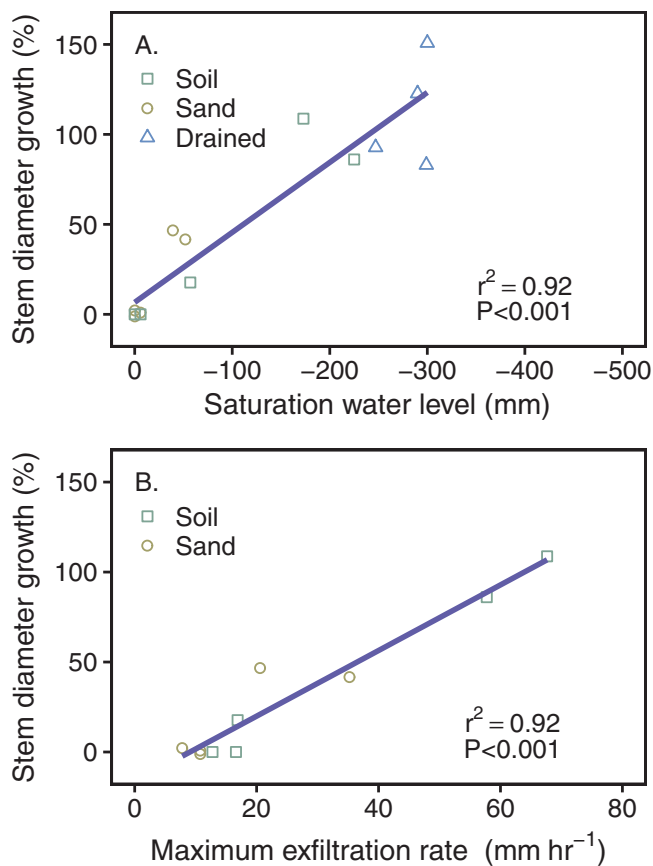 A.
Soil
Sand
Drained
Stem diameter growth (%)
150
100
50
0
r² = 0.92
P<0.001
0 −100 −200 −300 −400 −500
Saturation water level (mm)
B.
Soil
Sand
Stem diameter growth (%)
150
100
50
0
r² = 0.92
P<0.001
0 20 40 60 80
Maximum exfiltration rate (mm hr⁻¹)